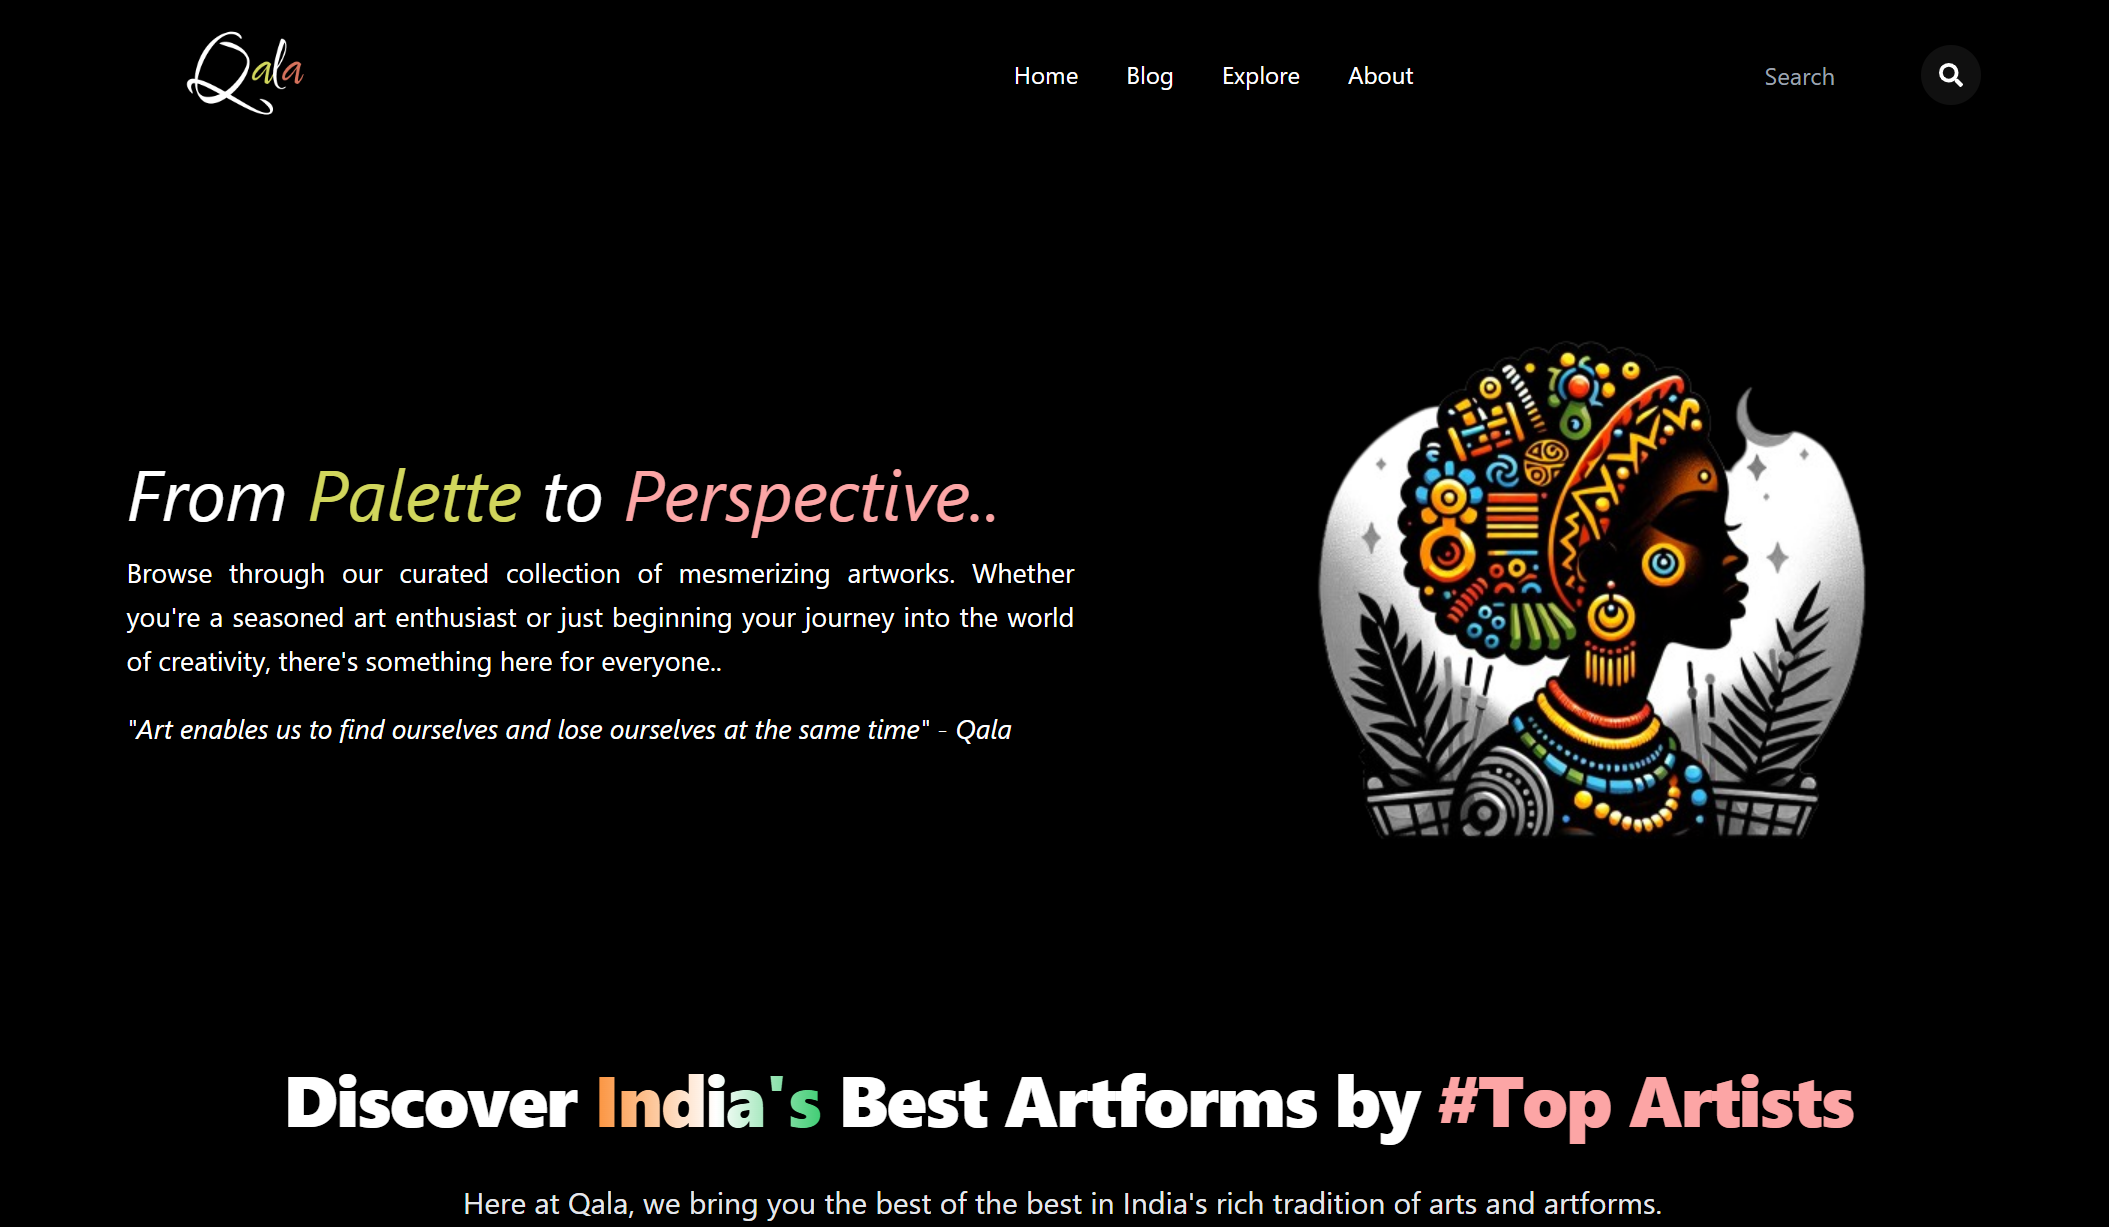 Qala
Home
Blog
Explore
About
Search
From Palette to Perspective..
Browse through our curated collection of mesmerizing artworks. Whether
you're a seasoned art enthusiast or just beginning your journey into the world
of creativity, there's something here for everyone..
"Art enables us to find ourselves and lose ourselves at the same time" - Qala
Discover India's Best Artforms by #Top Artists
Here at Qala, we bring you the best of the best in India's rich tradition of arts and artforms.